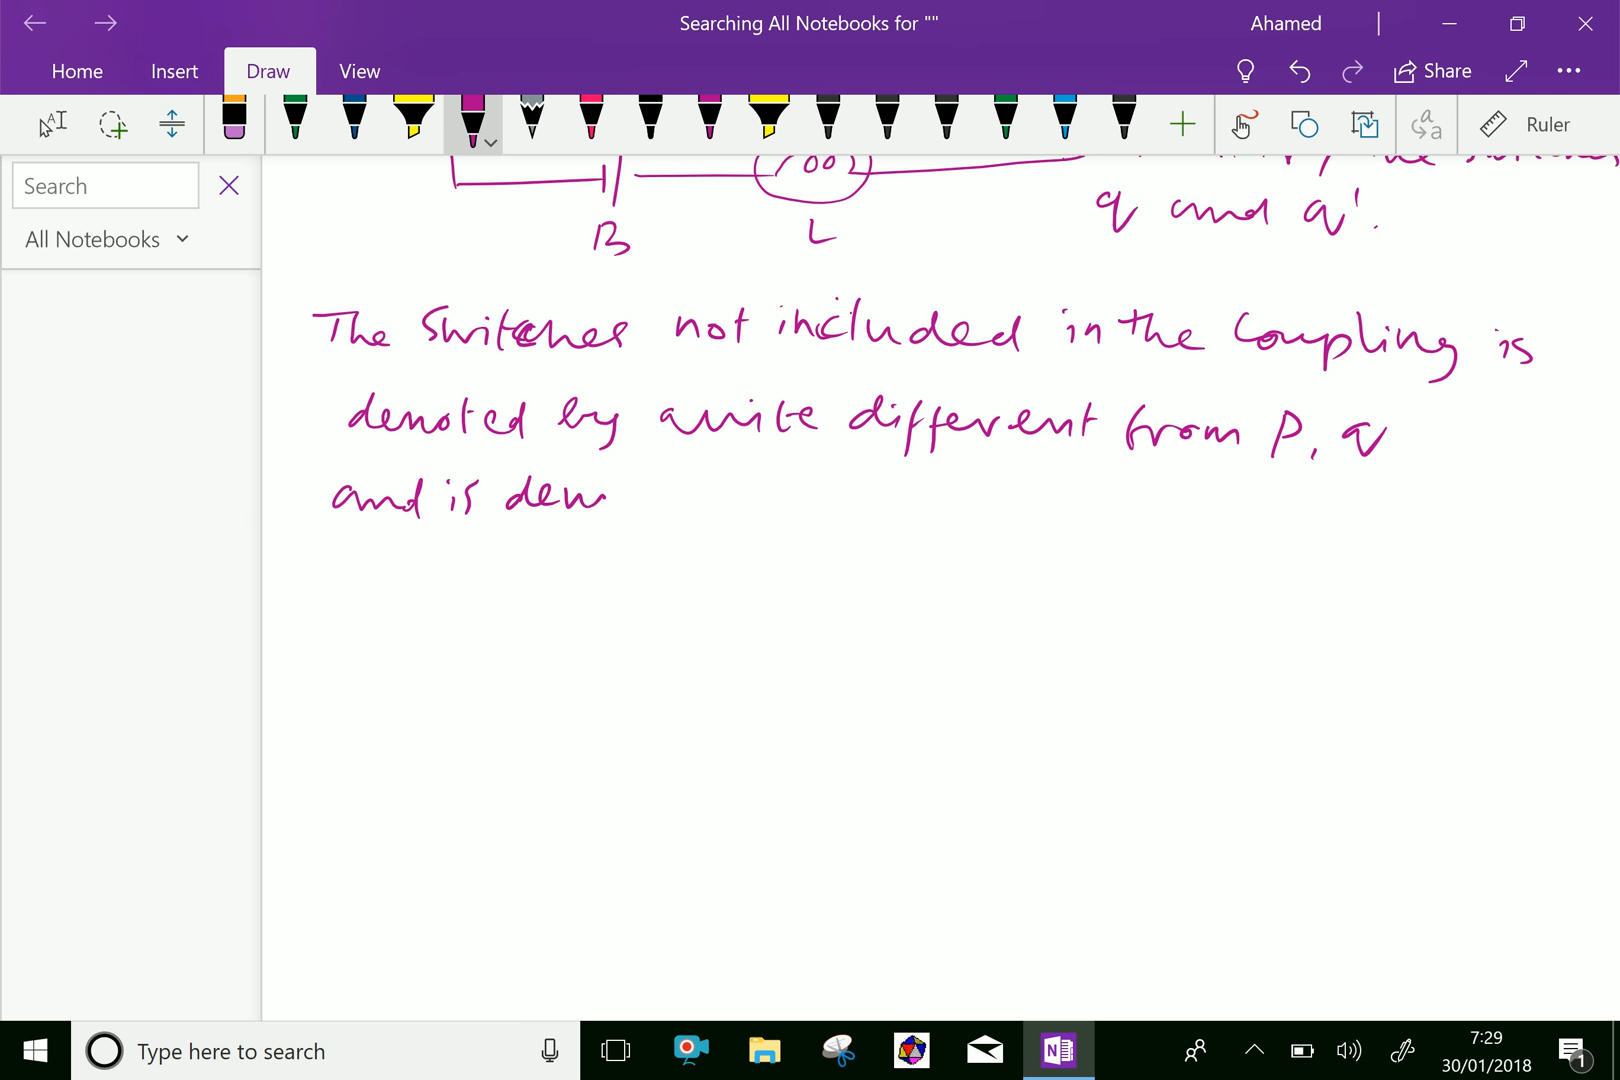 Searching All Notebooks for ""
Ahamed
Home Insert Draw View
Share
Ruler
Search
All Notebooks
q and q'.
B L
The Switches not included in the Coupling is
denoted by quite different from P, q
and is den
Type here to search
7:29
30/01/2018
1